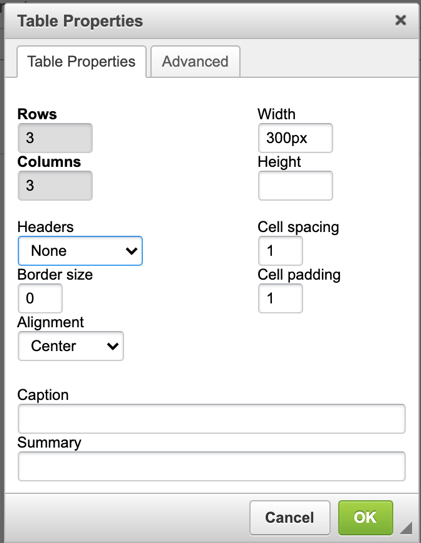 Table Properties
Table Properties
Advanced
Rows
3
Columns
3
Width
300px
Height
Headers
None
Border size
0
Alignment
Center
Cell spacing
1
Cell padding
1
Caption
Summary
Cancel
OK